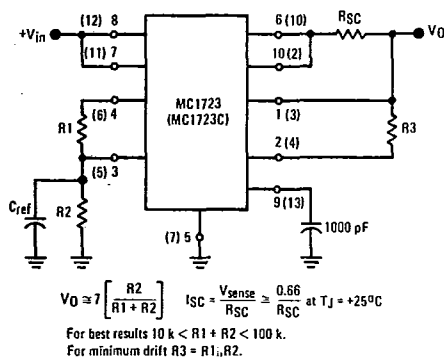 (12) 8
6 (10)
RSC
+Vin
VO
(11) 7
10 (2)
MC1723
(MC1723C)
(6) 4
1 (3)
R1
R3
2 (4)
(5) 3
9 (13)
Cref
R2
(7) 5
1000 pF
VO ≅ 7 [R2 / R1 + R2] ISC = Vsense / RSC ≅ 0.66 / RSC at TJ = +25°C
For best results 10 k < R1 + R2 < 100 k.
For minimum drift R3 = R1||R2.